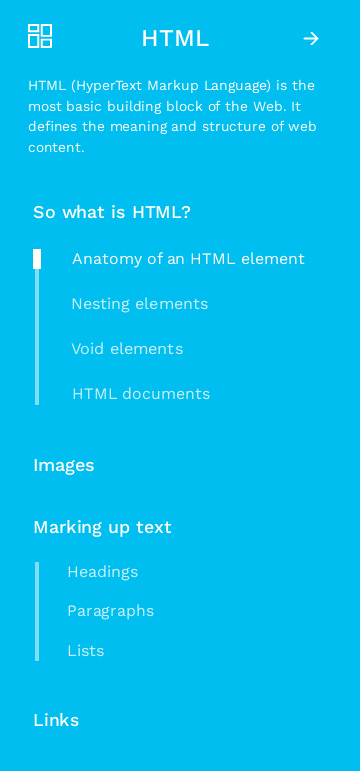 HTML
HTML (HyperText Markup Language) is the
most basic building block of the Web. It
defines the meaning and structure of web
content.
So what is HTML?
Anatomy of an HTML element
Nesting elements
Void elements
HTML documents
Images
Marking up text
Headings
Paragraphs
Lists
Links